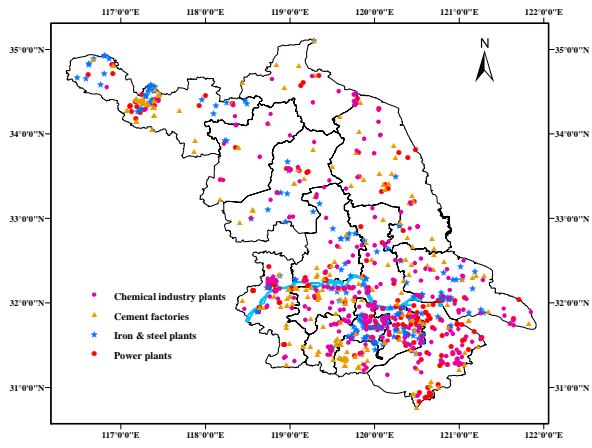 117°0'0"E 118°0'0"E 119°0'0"E 120°0'0"E 121°0'0"E 122°0'0"E
35°0'0"N 35°0'0"N
N
34°0'0"N 34°0'0"N
33°0'0"N 33°0'0"N
32°0'0"N 32°0'0"N
Chemical industry plants
Cement factories
Iron & steel plants
Power plants
31°0'0"N 31°0'0"N
117°0'0"E 118°0'0"E 119°0'0"E 120°0'0"E 121°0'0"E 122°0'0"E